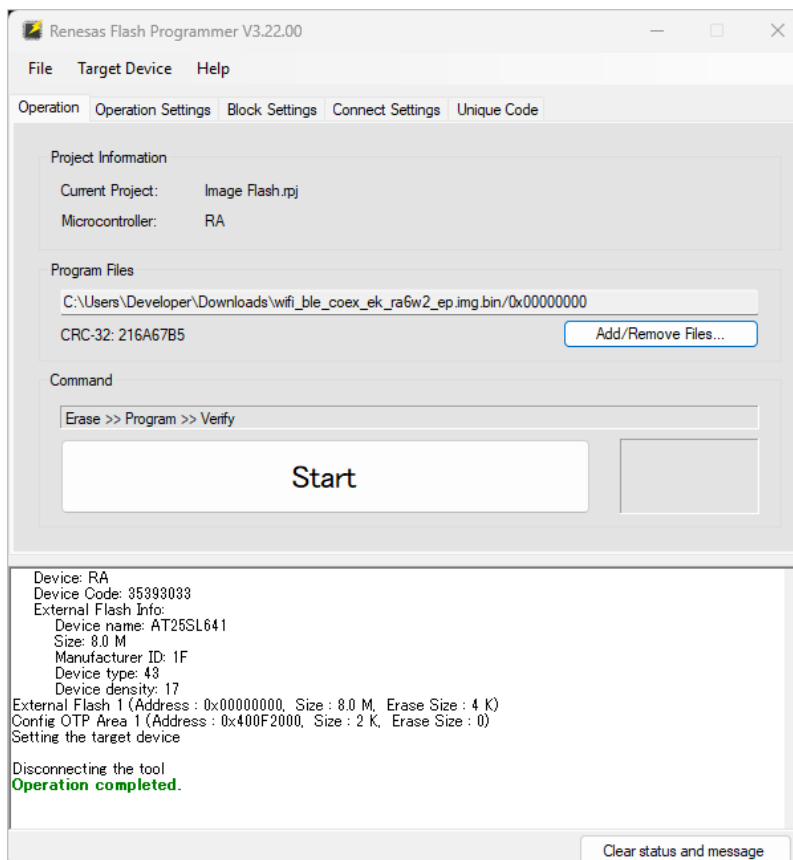 Renesas Flash Programmer V3.22.00
File Target Device Help
Operation Operation Settings Block Settings Connect Settings Unique Code
Project Information
Current Project: Image Flash.rpj
Microcontroller: RA
Program Files
C:\Users\Developer\Downloads\wifi_ble_coex_ek_ra6w2_ep.img.bin/0x00000000
CRC-32: 216A67B5 Add/Remove Files...
Command
Erase >> Program >> Verify
Start
Device: RA
Device Code: 35393033
External Flash Info:
Device name: AT25SL641
Size: 8.0 M
Manufacturer ID: 1F
Device type: 43
Device density: 17
External Flash 1 (Address : 0x00000000, Size : 8.0 M, Erase Size : 4 K)
Config OTP Area 1 (Address : 0x400F2000, Size : 2 K, Erase Size : 0)
Setting the target device
Disconnecting the tool
Operation completed.
Clear status and message